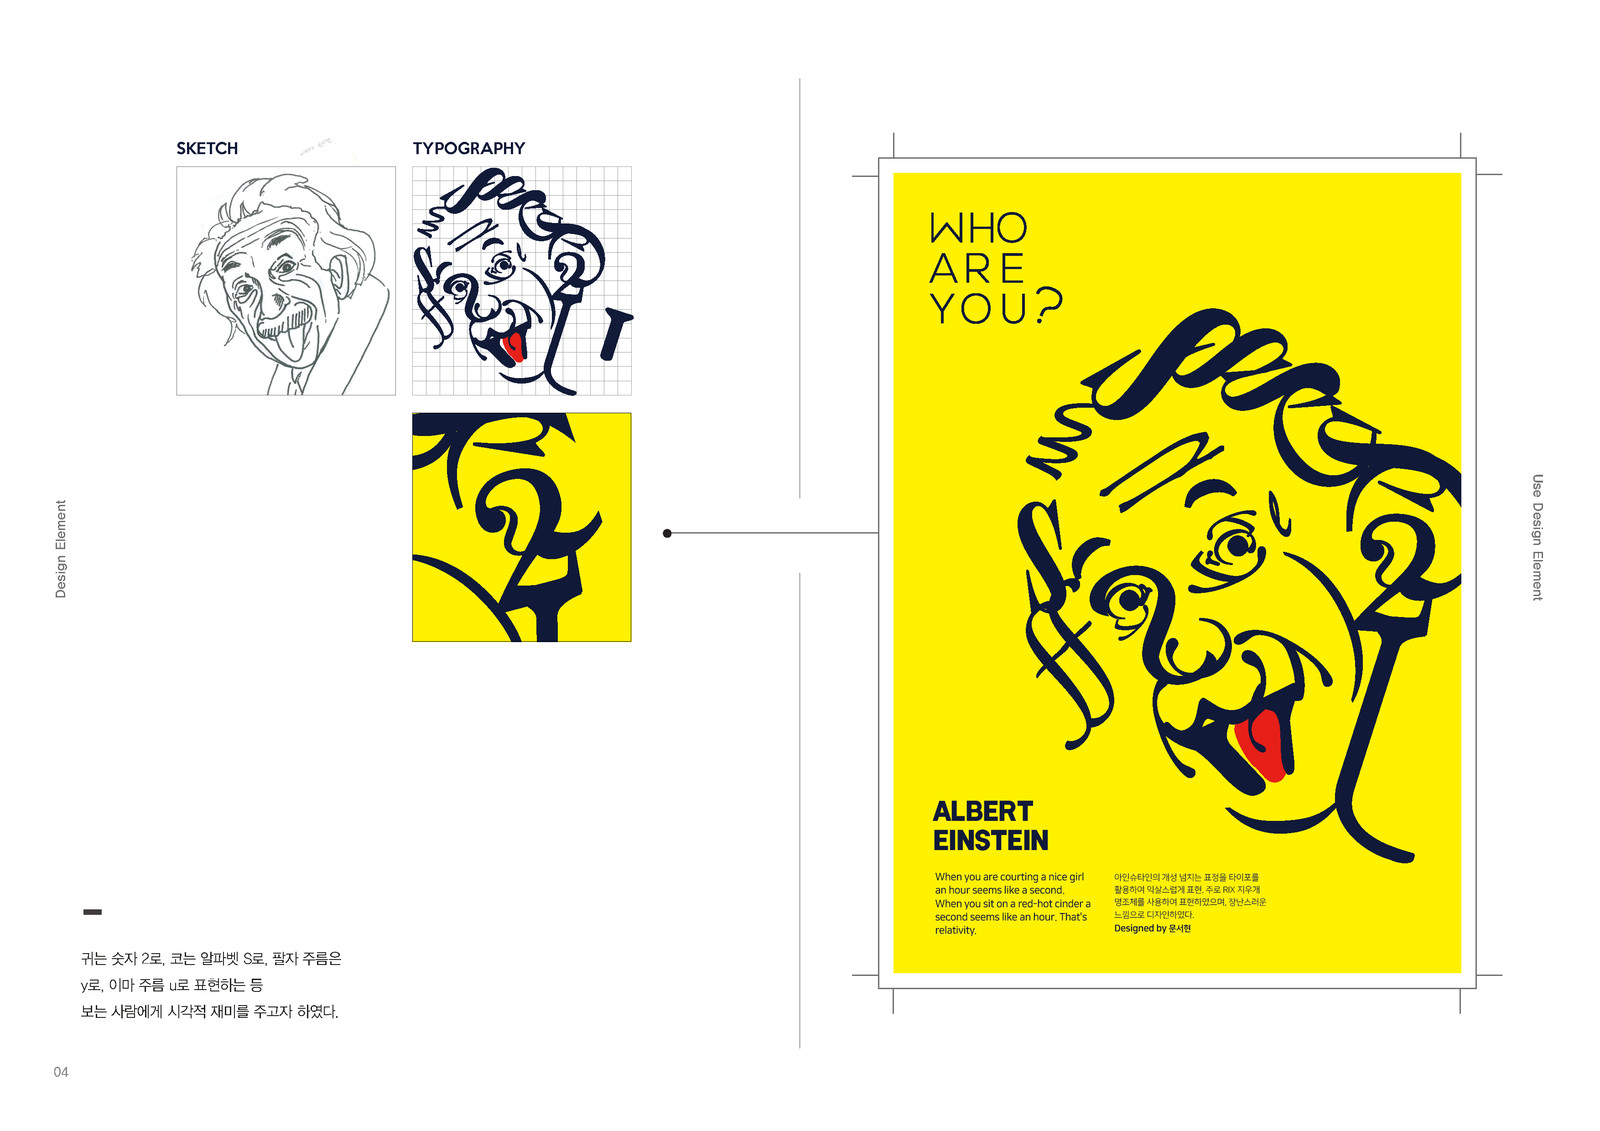 SKETCH
TYPOGRAPHY
Design Element
귀는 숫자 2로, 코는 알파벳 S로, 팔자 주름은
y로, 이마 주름 u로 표현하는 등
보는 사람에게 시각적 재미를 주고자 하였다.
04
WHO
ARE
YOU?
ALBERT
EINSTEIN
When you are courting a nice girl
an hour seems like a second.
When you sit on a red-hot cinder a
second seems like an hour. That's
relativity.
아인슈타인의 개성 넘치는 표정을 타이포를
활용하여 익살스럽게 표현. 주로 RIX 지우개
명조체를 사용하여 표현하였으며, 장난스러운
느낌으로 디자인하였다.
Designed by 문서현
Use Design Element